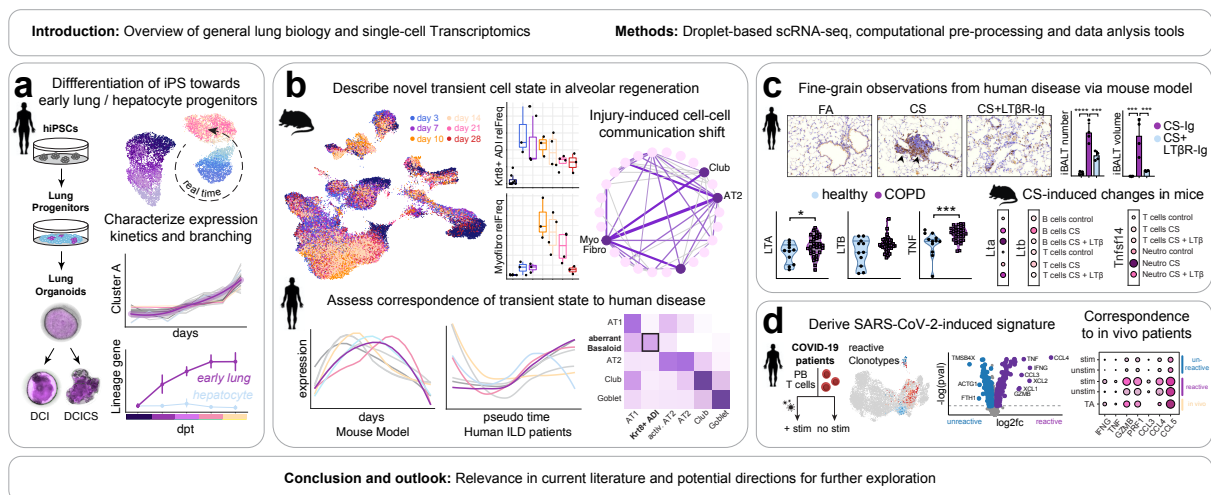 Introduction: Overview of general lung biology and single-cell Transcriptomics
Methods: Droplet-based scRNA-seq, computational pre-processing and data anlysis tools
a
Diffferentiation of iPS towards
early lung / hepatocyte progenitors
hiPSCs
Lung
Progenitors
Lung
Organoids
DCI
DCICS
real time
Characterize expression
kinetics and branching
Cluster A
days
Lineage gene
early lung
hepatocyte
dpt
b
Describe novel transient cell state in alveolar regeneration
day 3
day 14
day 7
day 21
day 10
day 28
Krt8+ ADI relFreq
Myofibro relFreq
Injury-induced cell-cell
communication shift
Club
AT2
Myo
Fibro
Assess correspondence of transient state to human disease
expression
days
Mouse Model
pseudo time
Human ILD patients
AT1
aberrant
Basaloid
AT2
Club
Goblet
AT1
Krt8+ ADI
activ. AT2
AT2
Club
Goblet
c
Fine-grain observations from human disease via mouse model
FA
CS
CS+LTβR-Ig
iBALT number
**** ***
iBALT volume
*** ***
CS-Ig
CS+
LTβR-Ig
healthy
COPD
LTA
*
LTB
TNF
***
CS-induced changes in mice
Lta
Ltb
B cells control
B cells CS
B cells CS + LTβ
T cells control
T cells CS
T cells CS + LTβ
Tnfsf14
T cells control
T cells CS
T cells CS + LTβ
Neutro control
Neutro CS
Neutro CS + LTβ
d
Derive SARS-CoV-2-induced signature
COVID-19
patients
PB
T cells
+ stim
no stim
reactive
Clonotypes
-log(pval)
TMSB4X
ACTG1
FTH1
TNF
CCL4
IFNG
CCL3
XCL2
XCL1
GZMB
unreactive
log2fc
reactive
Correspondence
to in vivo patients
stim
unstim
stim
unstim
TA
un-
reactive
reactive
in vivo
IFNG
TNF
GZMB
PRF1
CCL3
CCL4
CCL5
Conclusion and outlook: Relevance in current literature and potential directions for further exploration